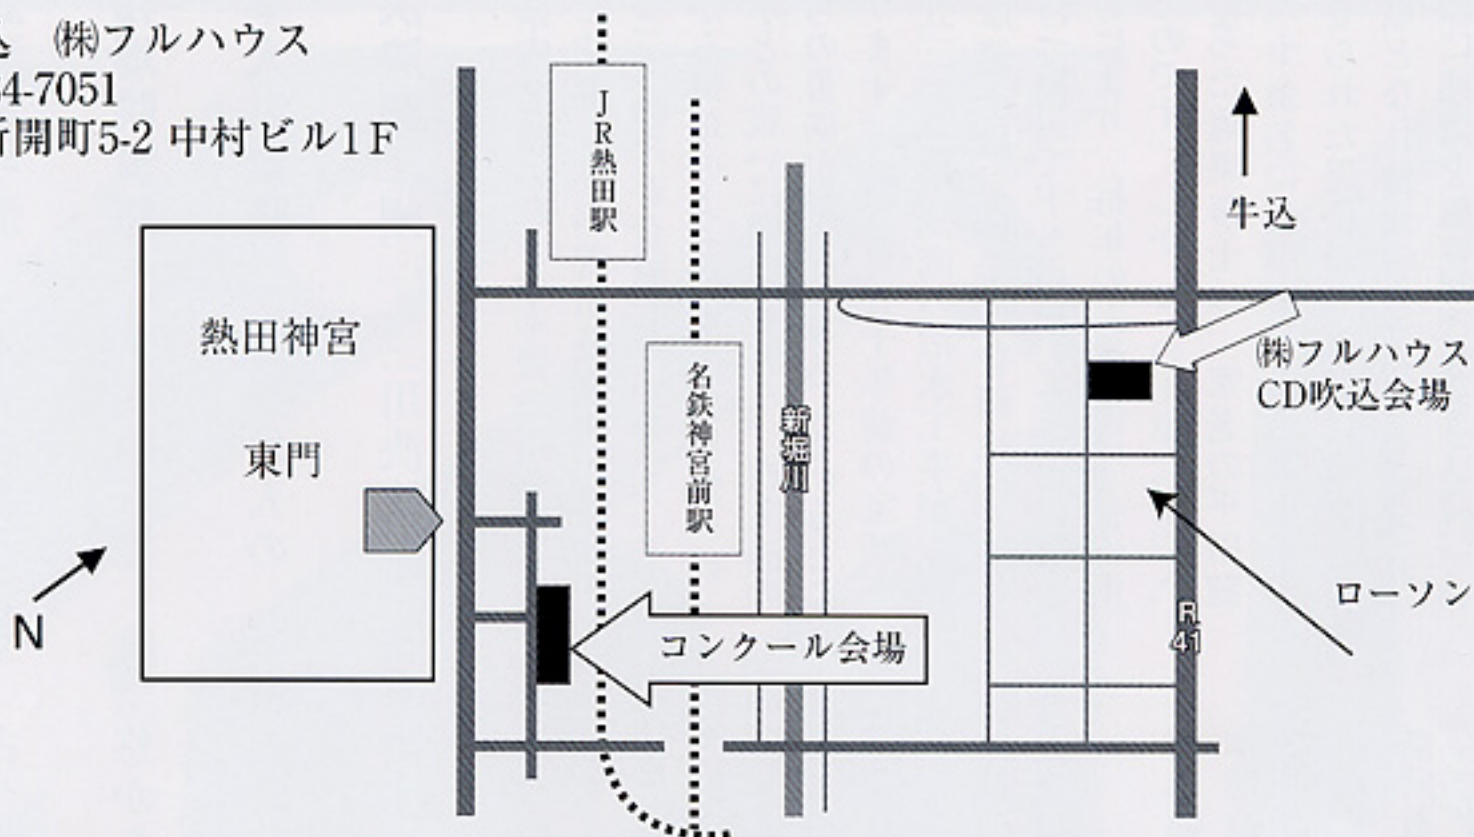 込 ㈱フルハウス
4-7051
新開町5-2 中村ビル1F
JR熱田駅
牛込
熱田神宮
東門
名鉄神宮前駅
新堀川
㈱フルハウス
CD吹込会場
ローソン
N
コンクール会場
R
41